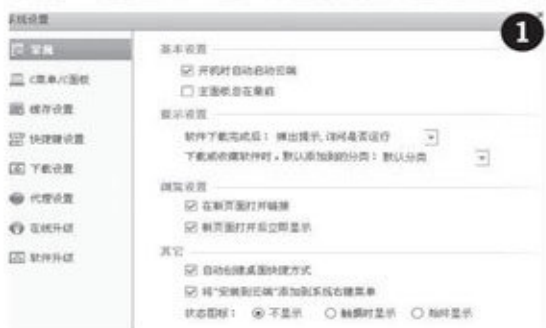 系统设置
1
常规
C菜单/C面板
缓存设置
快捷键设置
下载设置
代理设置
在线升级
软件升级
基本设置
开机时自动启动云端
主面板总在最前
提示设置
软件下载完成后：弹出提示，询问是否运行
下载或收藏软件时，默认添加到的分类：默认分类
浏览设置
在新页面打开链接
新页面打开后立即显示
其它
自动创建桌面快捷方式
将"安装到云端"添加到系统右键菜单
状态图标： 不显示 触摸时显示 始终显示